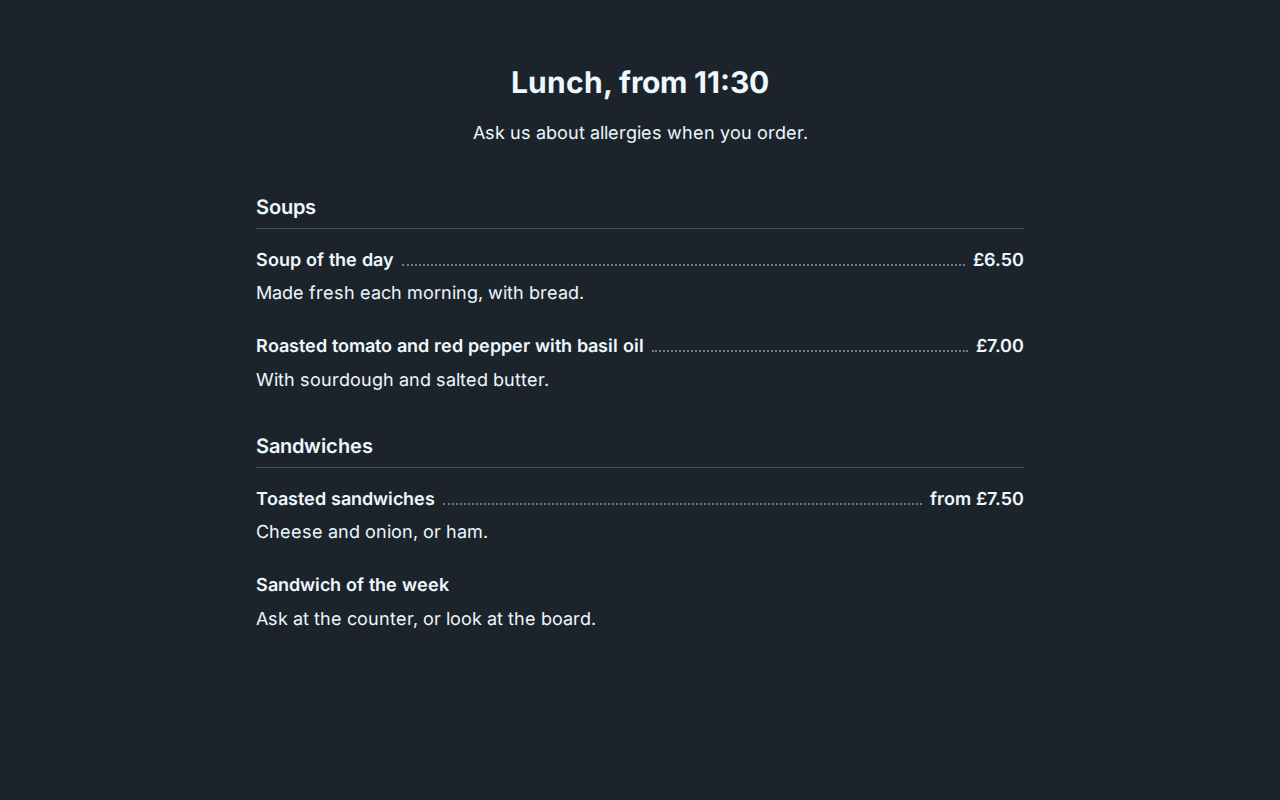 Lunch, from 11:30
Ask us about allergies when you order.
Soups
Soup of the day £6.50
Made fresh each morning, with bread.
Roasted tomato and red pepper with basil oil £7.00
With sourdough and salted butter.
Sandwiches
Toasted sandwiches from £7.50
Cheese and onion, or ham.
Sandwich of the week
Ask at the counter, or look at the board.